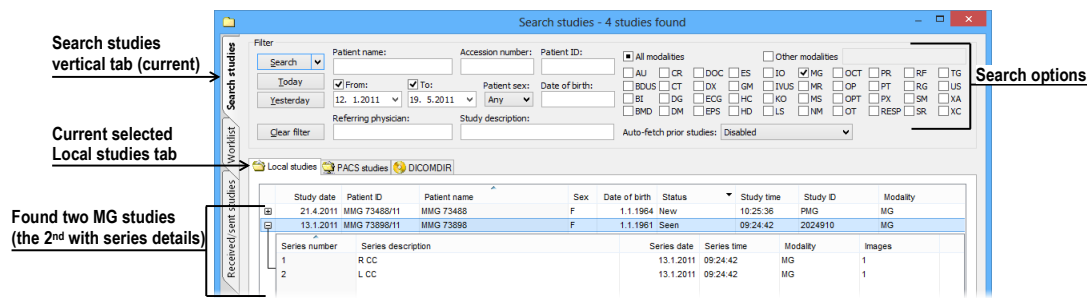 Search studies - 4 studies found
Search studies
vertical tab (current)
Current selected
Local studies tab
Found two MG studies
(the 2nd with series details)
Search options
Search studies
Worklist
Received/sent studies
Filter
Search
Today
Yesterday
Clear filter
Patient name: Accession number: Patient ID:
From: To: Patient sex: Date of birth:
12. 1.2011 19. 5.2011 Any
Referring physician: Study description:
All modalities Other modalities
AU CR DOC ES IO MG OCT PR RF TG
BDUS CT DX GM IVUS MR OP PT RG US
BI DG ECG HC KO MS OPT PX SM XA
BMD DM EPS HD LS NM OT RESP SR XC
Auto-fetch prior studies: Disabled
Local studies PACS studies DICOMDIR
Study date Patient ID Patient name Sex Date of birth Status Study time Study ID Modality
21.4.2011 MMG 73488/11 MMG 73488 F 1.1.1964 New 10:25:36 PMG MG
13.1.2011 MMG 73898/11 MMG 73898 F 1.1.1961 Seen 09:24:42 2024910 MG
Series number Series description Series date Series time Modality Images
1 R CC 13.1.2011 09:24:42 MG 1
2 L CC 13.1.2011 09:24:42 MG 1